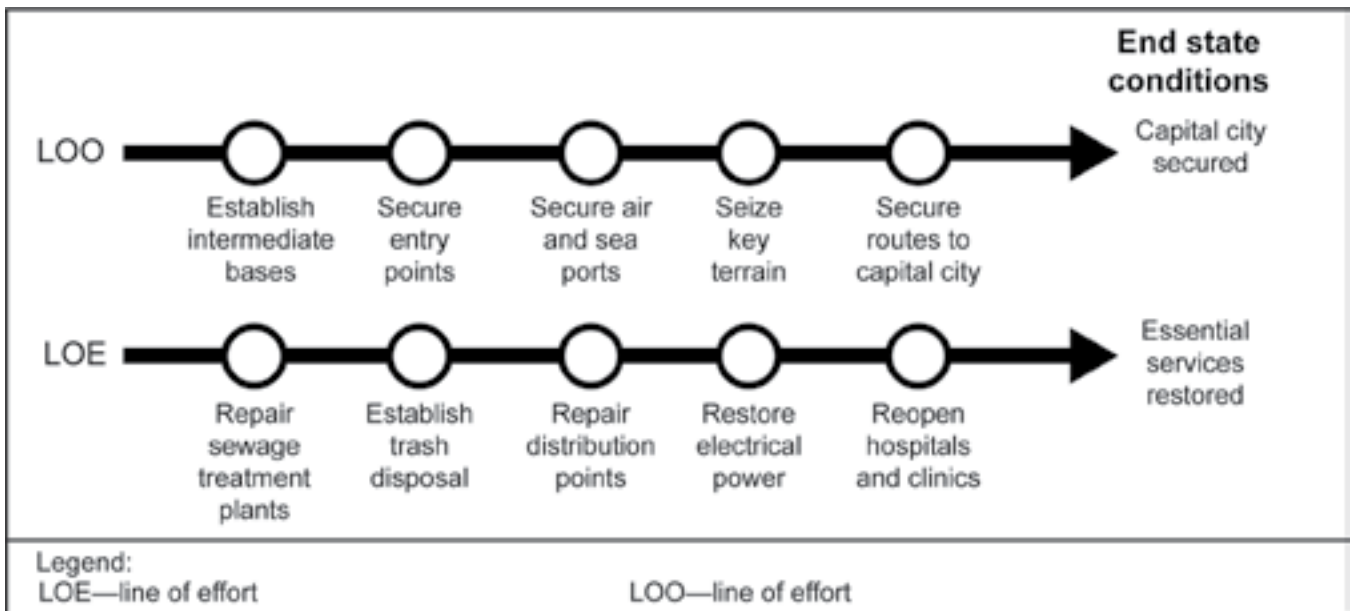 End state
conditions
LOO
Capital city
secured
Establish
intermediate
bases
Secure
entry
points
Secure air
and sea
ports
Seize
key
terrain
Secure
routes to
capital city
LOE
Essential
services
restored
Repair
sewage
treatment
plants
Establish
trash
disposal
Repair
distribution
points
Restore
electrical
power
Reopen
hospitals
and clinics
Legend:
LOE—line of effort
LOO—line of effort